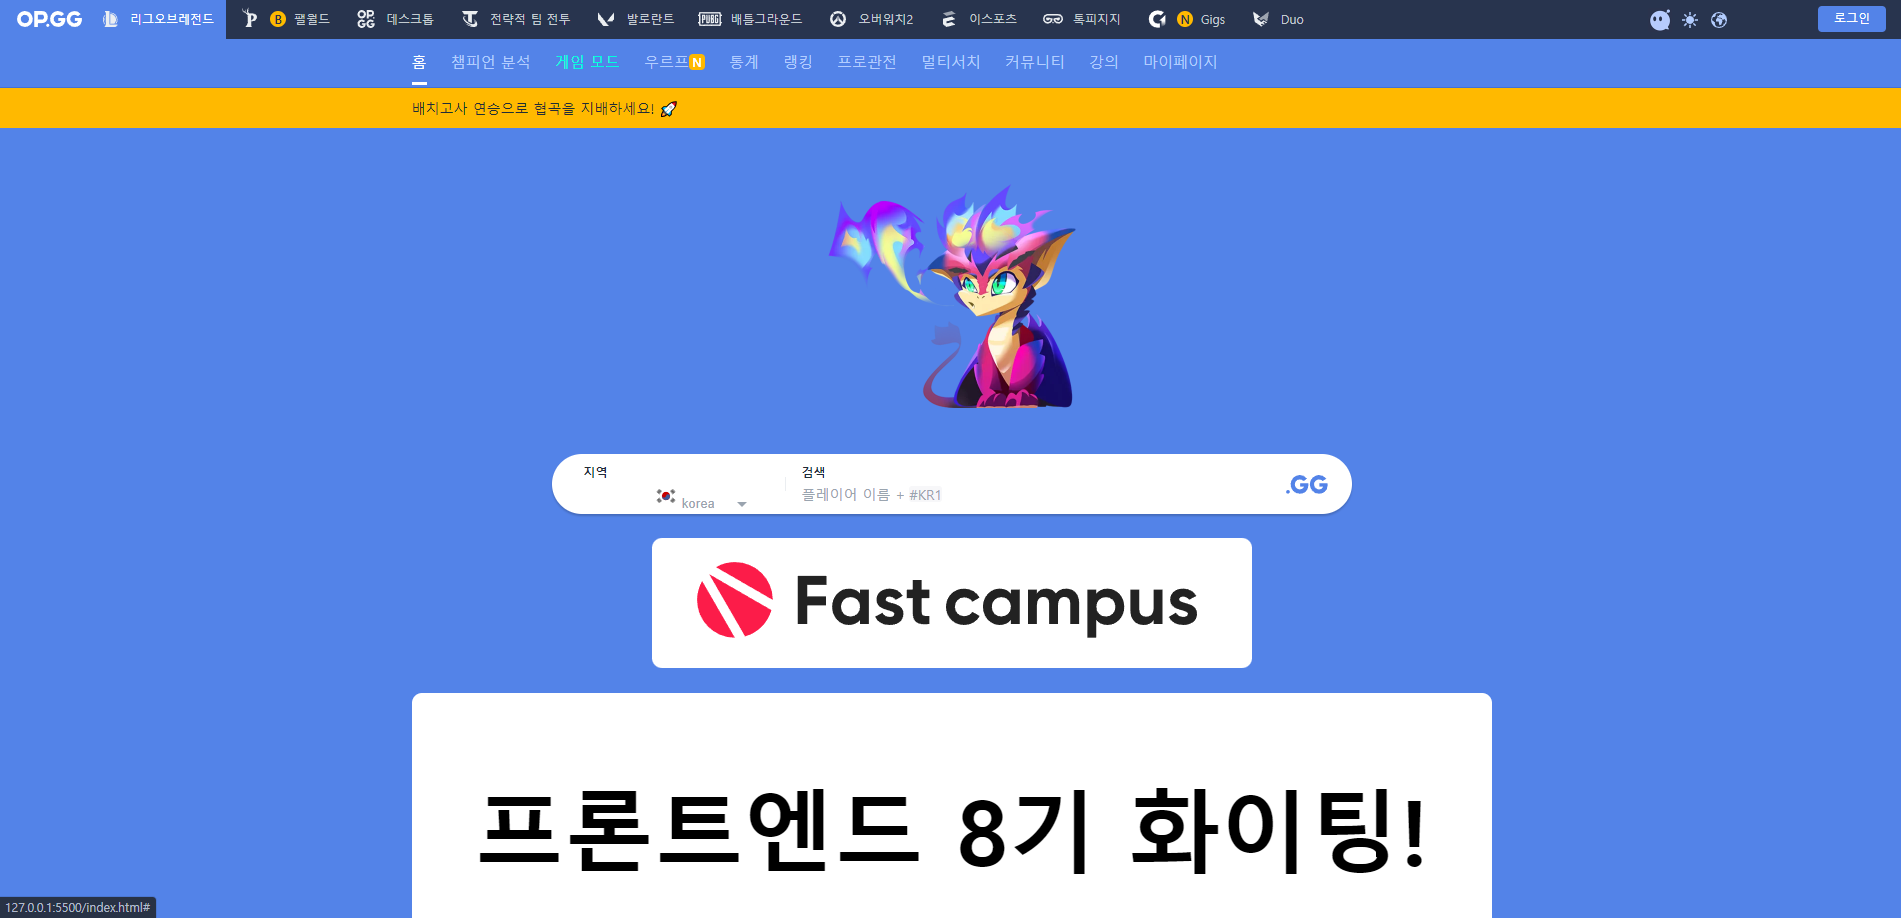 OP.GG 리그오브레전드 B 팰월드 OP GG 데스크톱 전략적 팀 전투 발로란트 PUBG 배틀그라운드 오버워치2 이스포츠 톡피지지 N Gigs Duo 로그인
홈 챔피언 분석 게임 모드 우르프N 통계 랭킹 프로관전 멀티서치 커뮤니티 강의 마이페이지
배치고사 연승으로 협곡을 지배하세요! 🚀
지역 검색
korea 플레이어 이름 + #KR1 .GG
Fast campus
프론트엔드 8기 화이팅!
127.0.0.1:5500/index.html#